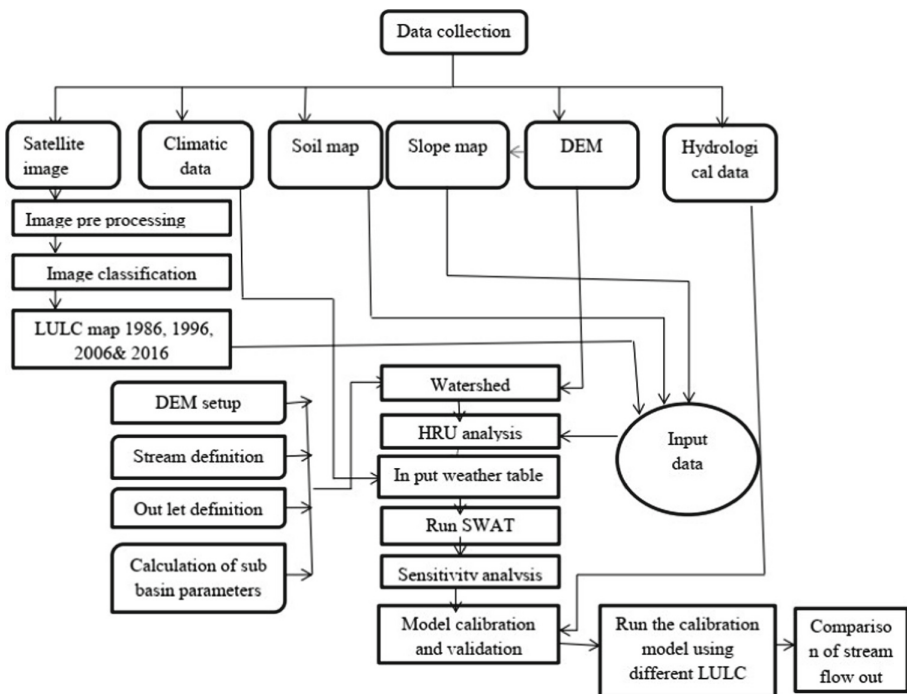 Data collection
Satellite
image
Climatic
data
Soil map
Slope map
DEM
Hydrologi
cal data
Image pre processing
Image classification
LULC map 1986, 1996,
2006& 2016
DEM setup
Stream definition
Out let definition
Calculation of sub
basin parameters
Watershed
HRU analysis
In put weather table
Run SWAT
Sensitivity analysis
Model calibration
and validation
Input
data
Run the calibration
model using
different LULC
Compariso
n of stream
flow out